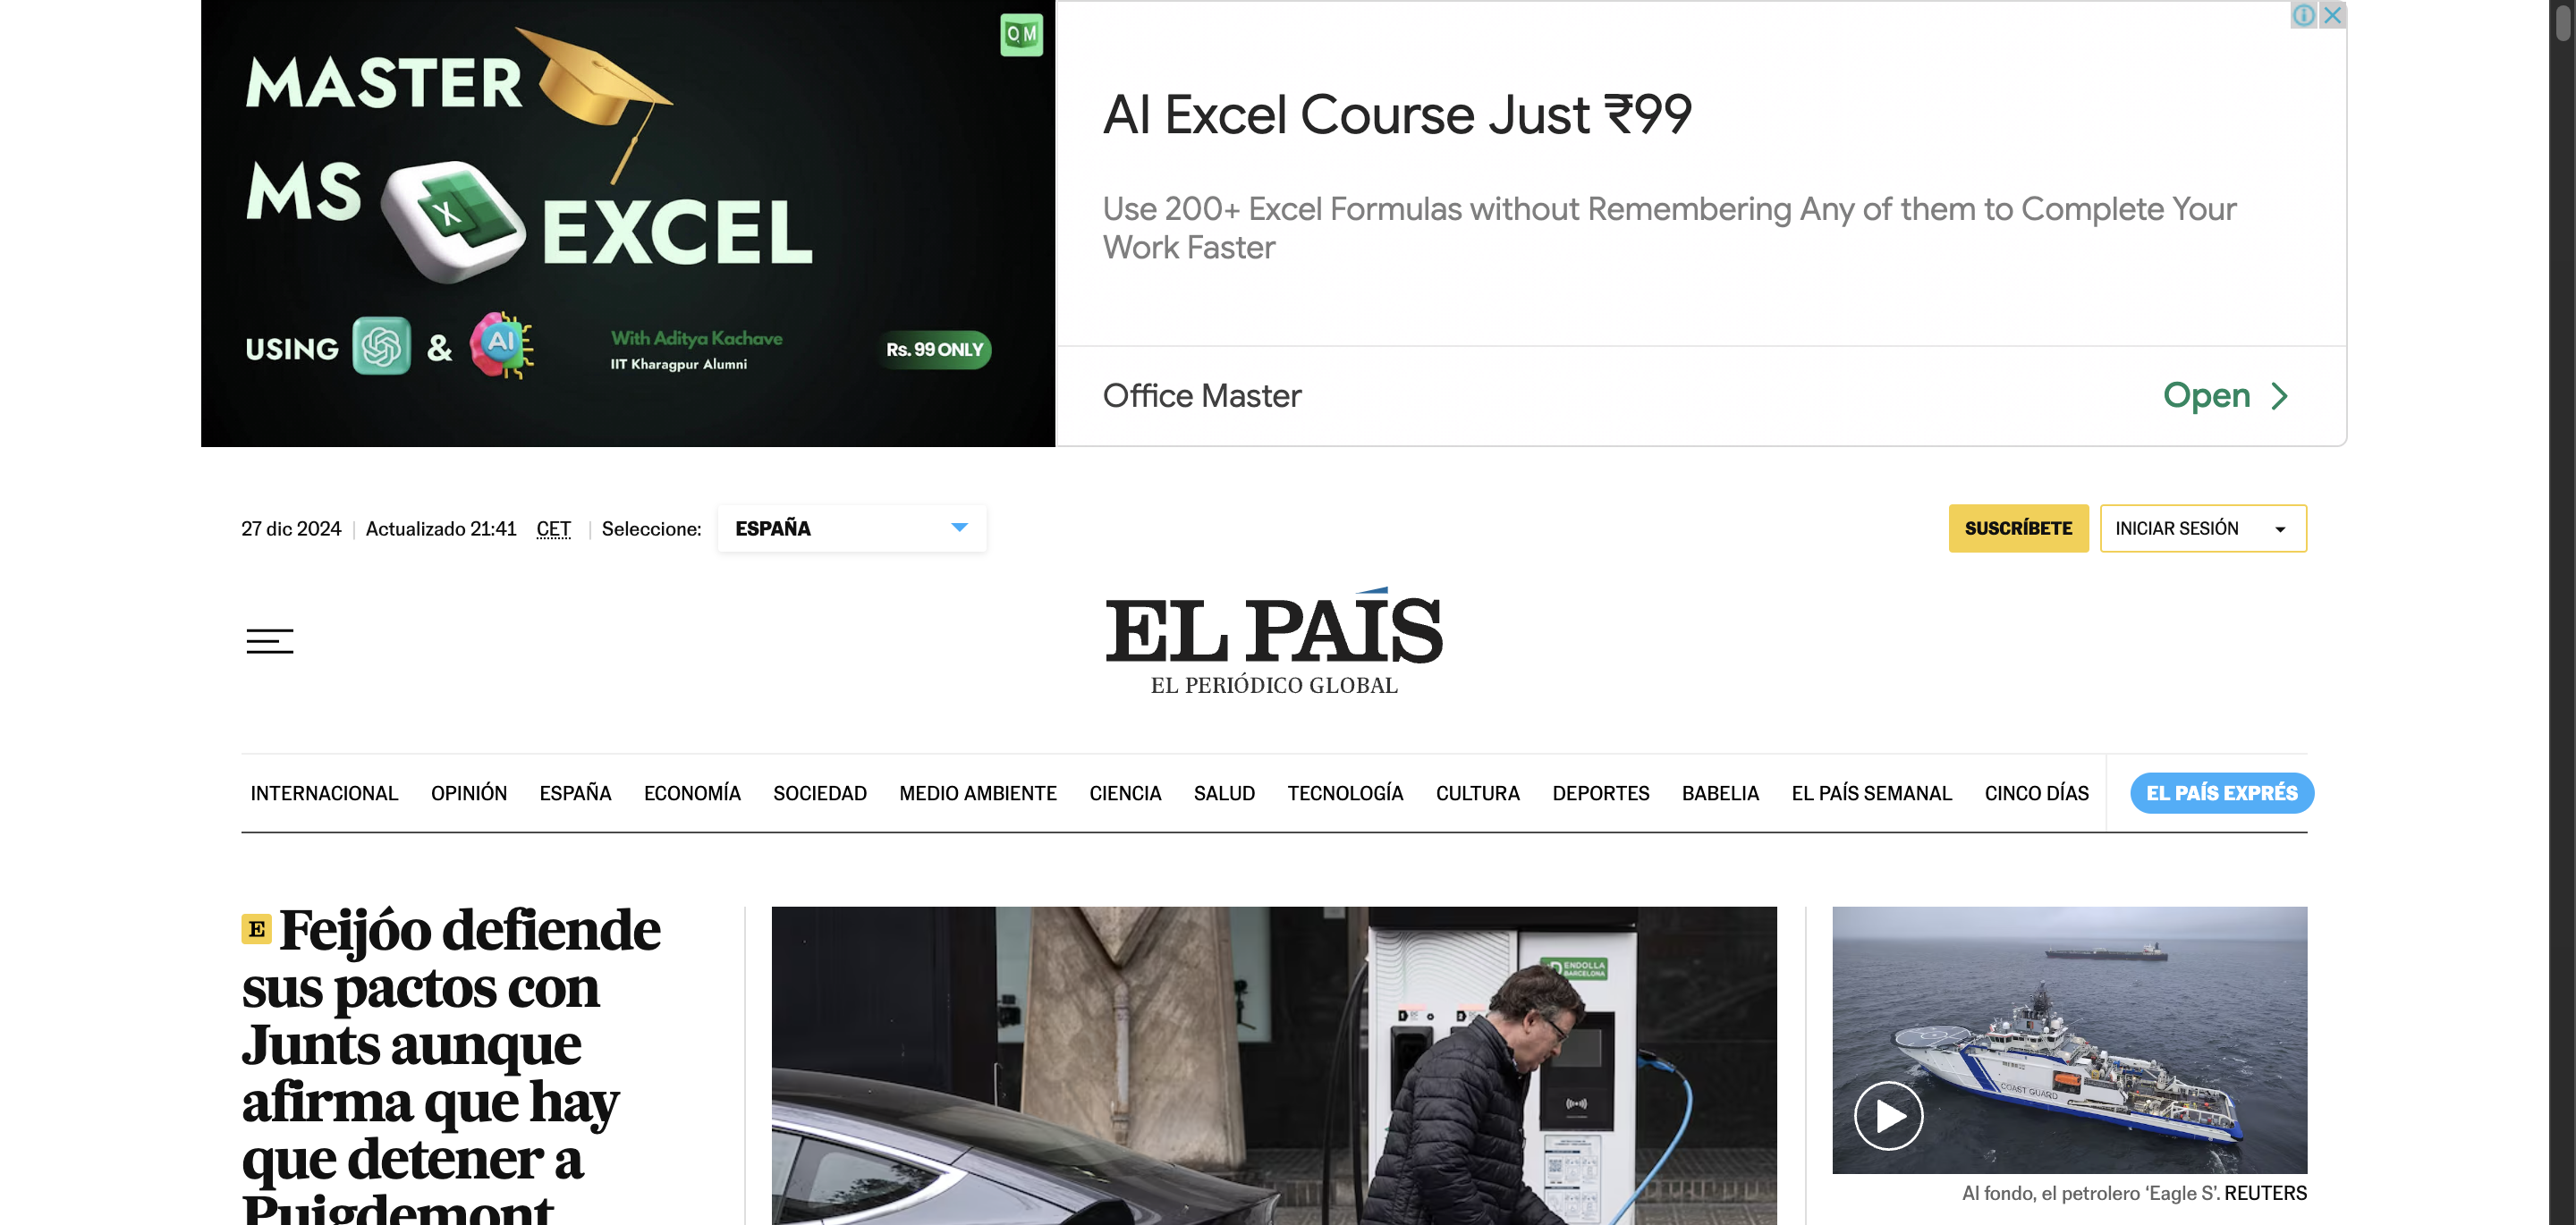 MASTER
MS EXCEL
USING & AI
With Aditya Kachave
IIT Kharagpur Alumni
Rs. 99 ONLY
QM
AI Excel Course Just ₹99
Use 200+ Excel Formulas without Remembering Any of them to Complete Your
Work Faster
Office Master
Open
27 dic 2024 | Actualizado 21:41 CET | Seleccione: ESPAÑA
SUSCRÍBETE
INICIAR SESIÓN
EL PAÍS
EL PERIÓDICO GLOBAL
INTERNACIONAL OPINIÓN ESPAÑA ECONOMÍA SOCIEDAD MEDIO AMBIENTE CIENCIA SALUD TECNOLOGÍA CULTURA DEPORTES BABELIA EL PAÍS SEMANAL CINCO DÍAS EL PAÍS EXPRÉS
E Feijóo defiende
sus pactos con
Junts aunque
afirma que hay
que detener a
Puigdemont
ENDOLLA
BARCELONA
COAST GUARD
Al fondo, el petrolero ‘Eagle S’. REUTERS